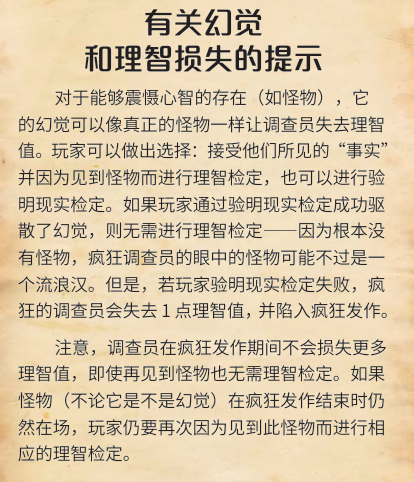 有关幻觉
和理智损失的提示
对于能够震慑心智的存在（如怪物），它
的幻觉可以像真正的怪物一样让调查员失去理智
值。玩家可以做出选择：接受他们所见的“事实”
并因为见到怪物而进行理智检定，也可以进行验
明现实检定。如果玩家通过验明现实检定成功驱
散了幻觉，则无需进行理智检定——因为根本没
有怪物，疯狂调查员的眼中的怪物可能不过是一
个流浪汉。但是，若玩家验明现实检定失败，疯
狂的调查员会失去 1 点理智值，并陷入疯狂发作。
注意，调查员在疯狂发作期间不会损失更多
理智值，即使再见到怪物也无需理智检定。如果
怪物（不论它是不是幻觉）在疯狂发作结束时仍
然在场，玩家仍要再次因为见到此怪物而进行相
应的理智检定。